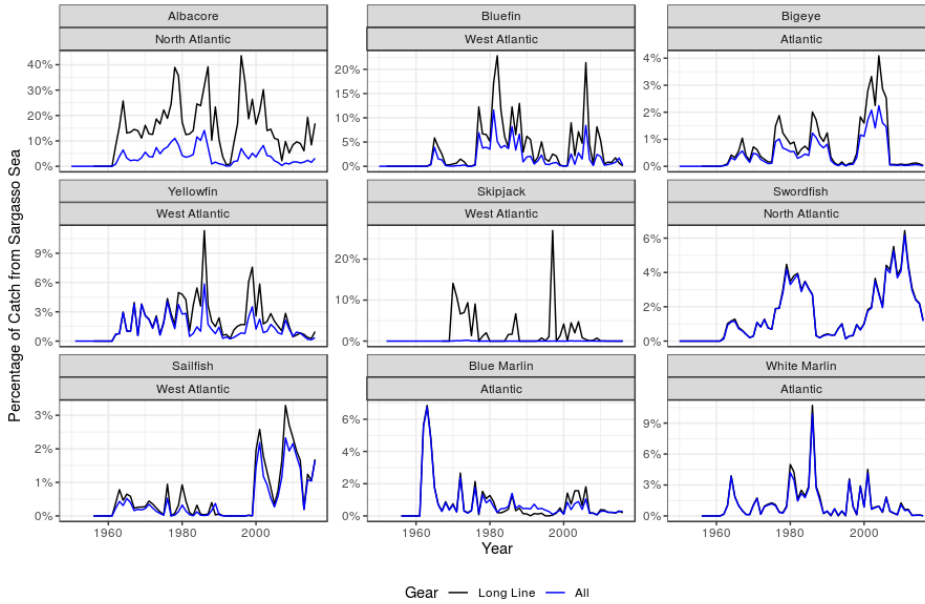 Albacore
North Atlantic
Bluefin
West Atlantic
Bigeye
Atlantic
40%
30%
20%
10%
0%
20%
15%
10%
5%
0%
4%
3%
2%
1%
0%
Yellowfin
West Atlantic
Skipjack
West Atlantic
Swordfish
North Atlantic
9%
6%
3%
0%
20%
10%
0%
6%
4%
2%
0%
Sailfish
West Atlantic
Blue Marlin
Atlantic
White Marlin
Atlantic
3%
2%
1%
0%
6%
4%
2%
0%
9%
6%
3%
0%
1960 1980 2000
1960 1980 2000
1960 1980 2000
Percentage of Catch from Sargasso Sea
Year
Gear Long Line All